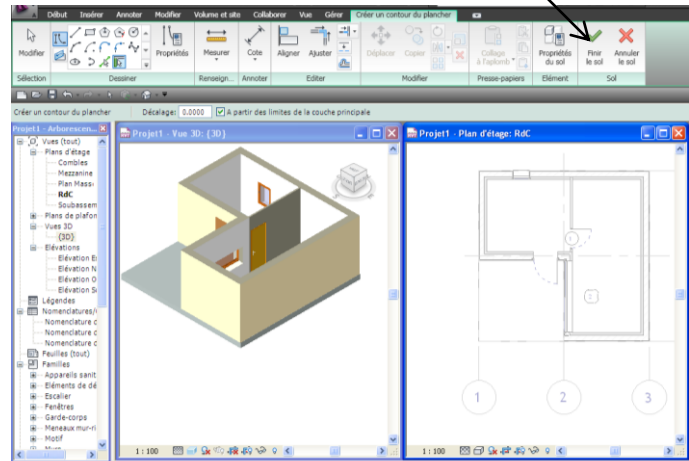 Début Insérer Annoter Modifier Volume et site Collaborer Vue Gérer Créer un contour du plancher
Modifier Propriétés Mesurer Cote Aligner Ajuster Déplacer Copier Collage à l'aplomb Propriétés du sol Finir le sol Annuler le sol
Sélection Dessiner Renseign... Annoter Editer Modifier Presse-papiers Elément Sol
Créer un contour du plancher Décalage: 0.0000 A partir des limites de la couche principale
Projet1 - Arborescen...
Vues (tout)
Plans d'étage
Combles
Mezzanine
Plan Mass
RdC
Soubassem
Plans de plafon
Vues 3D
{3D}
Elévations
Elévation E
Elévation N
Elévation O
Elévation S
Légendes
Nomenclatures/
Nomenclature c
Nomenclature c
Nomenclature c
Feuilles (tout)
Familles
Appareils sanit
Eléments de dé
Escalier
Fenêtres
Garde-corps
Meneaux mur-ri
Motif
Projet1 - Vue 3D: {3D}
1 : 100
Projet1 - Plan d'étage: RdC
1 2 3
1 : 100